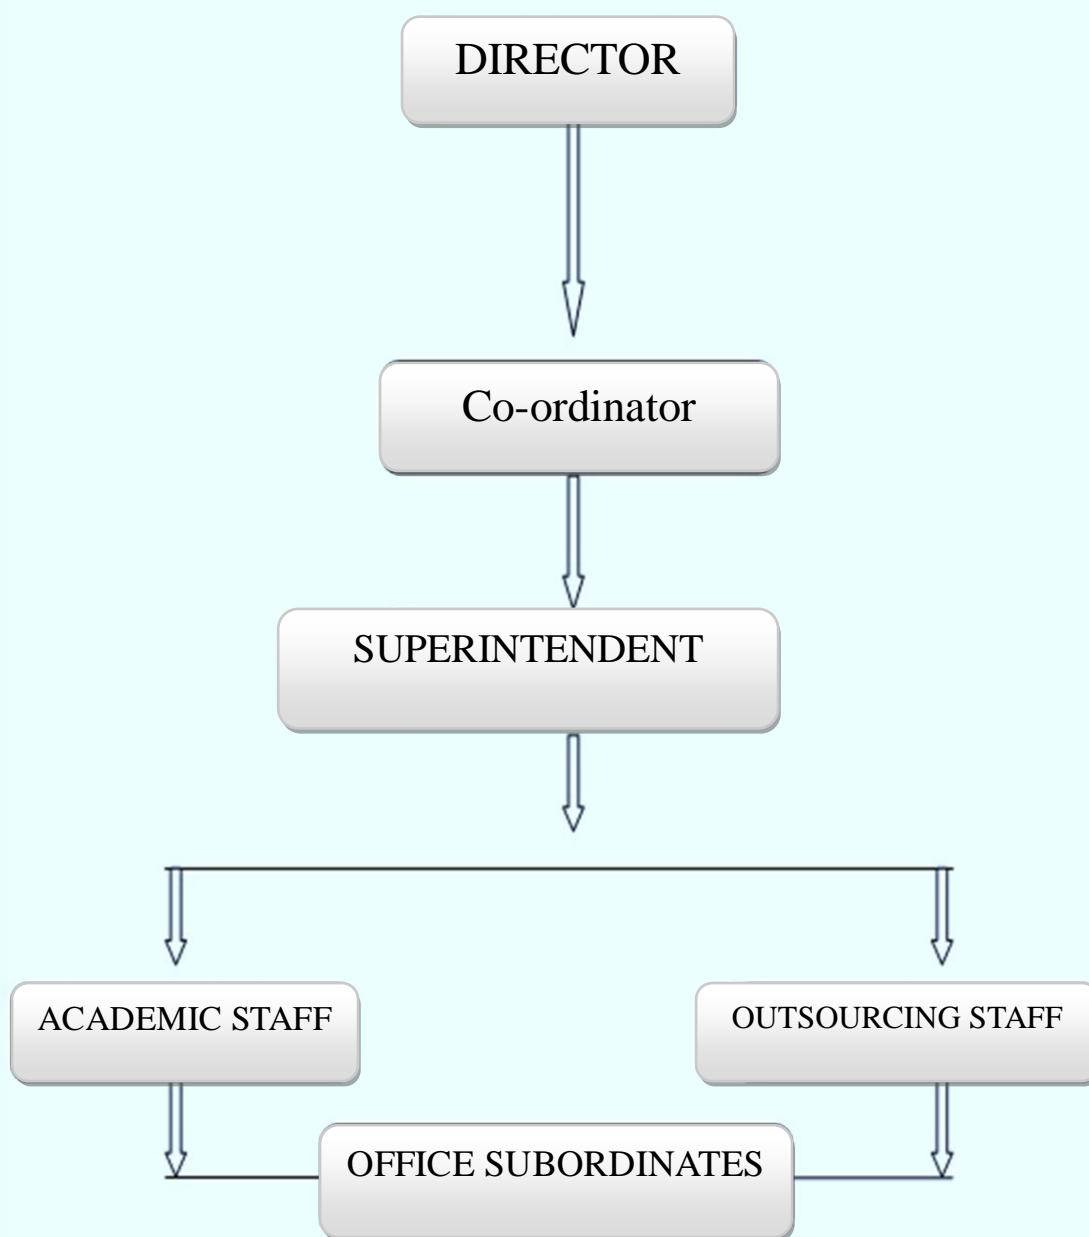 DIRECTOR
Co-ordinator
SUPERINTENDENT
ACADEMIC STAFF
OUTSOURCING STAFF
OFFICE SUBORDINATES